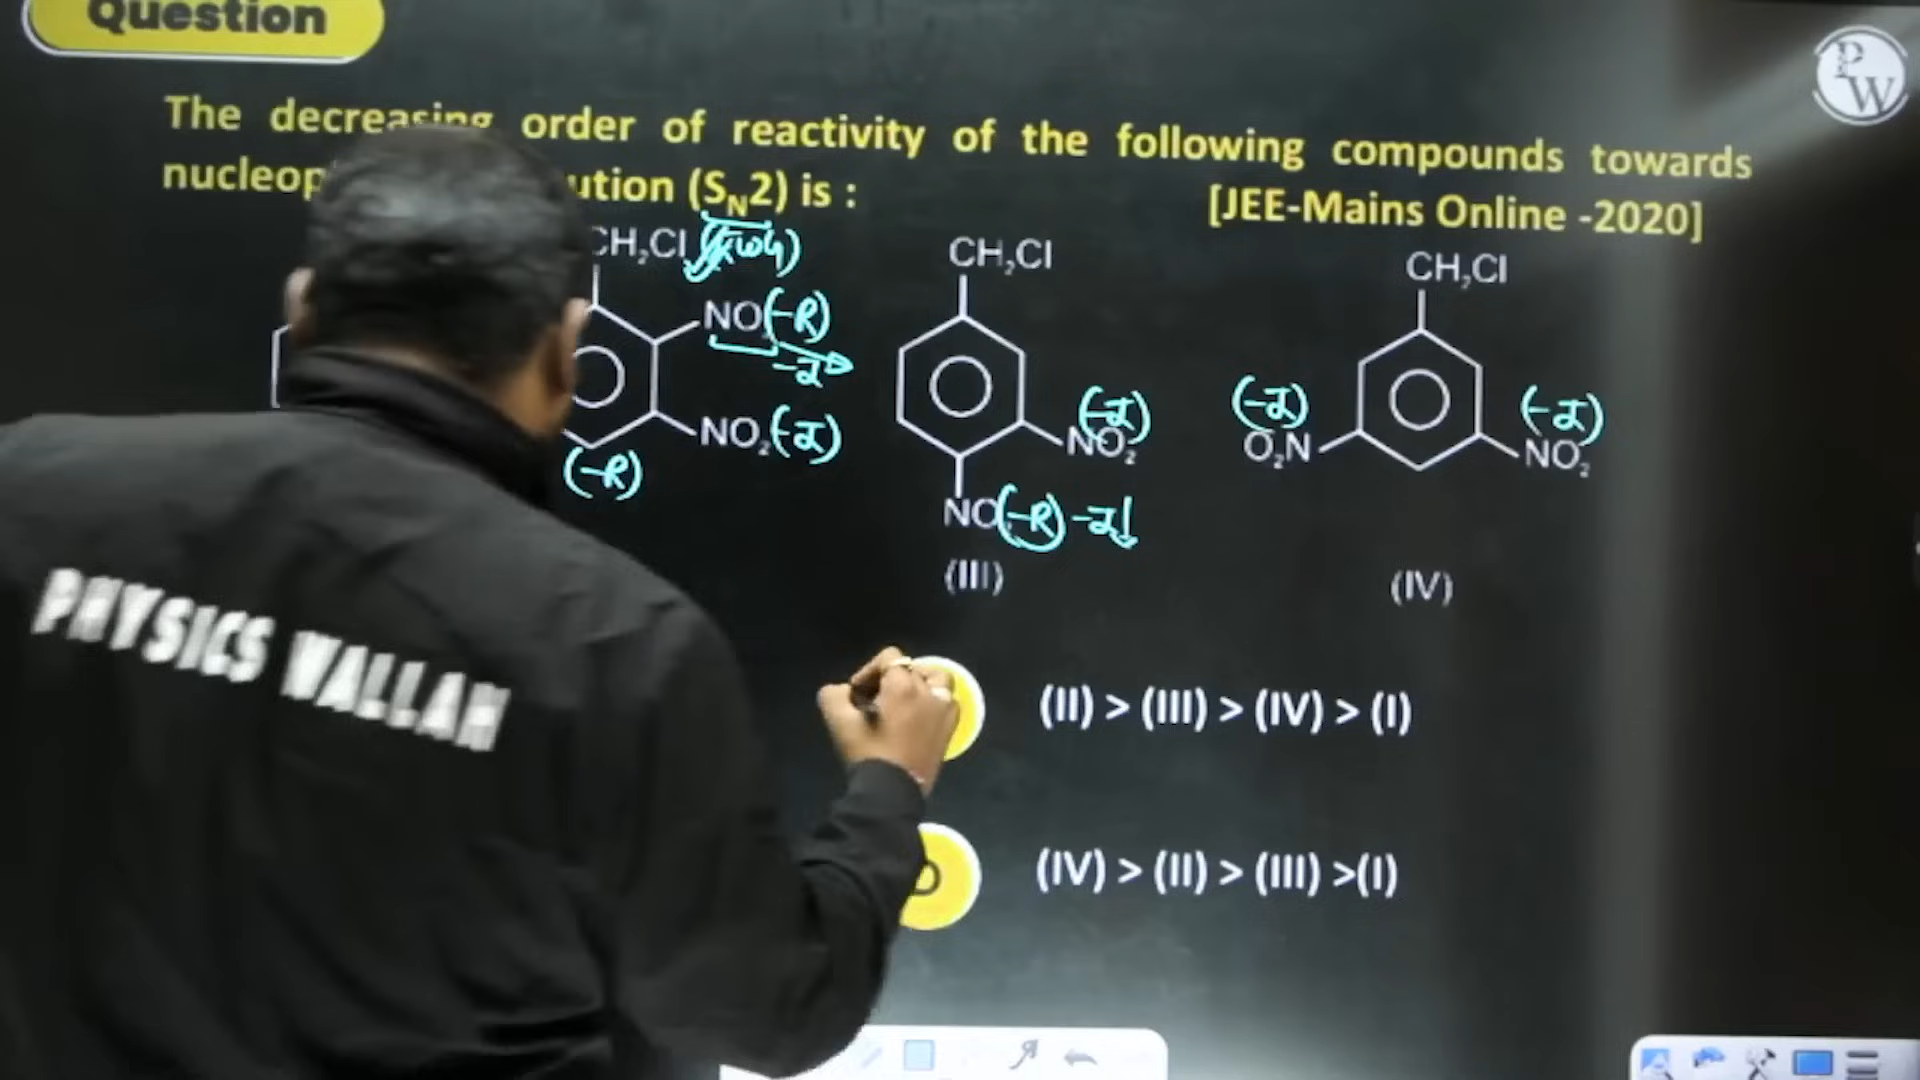 Question
P
W
The decreasing order of reactivity of the following compounds towards
nucleop ution (SN2) is :
[JEE-Mains Online -2020]
CH₂Cl
NO (-R)
-I
NO₂ (-I)
(-R)
CH₂Cl
(-I)
NO₂
NO (-R) -I↓
(III)
CH₂Cl
(-I)
(-I)
O₂N
NO₂
(IV)
(II) > (III) > (IV) > (I)
D
(IV) > (II) > (III) >(I)
PHYSICS WALLAH